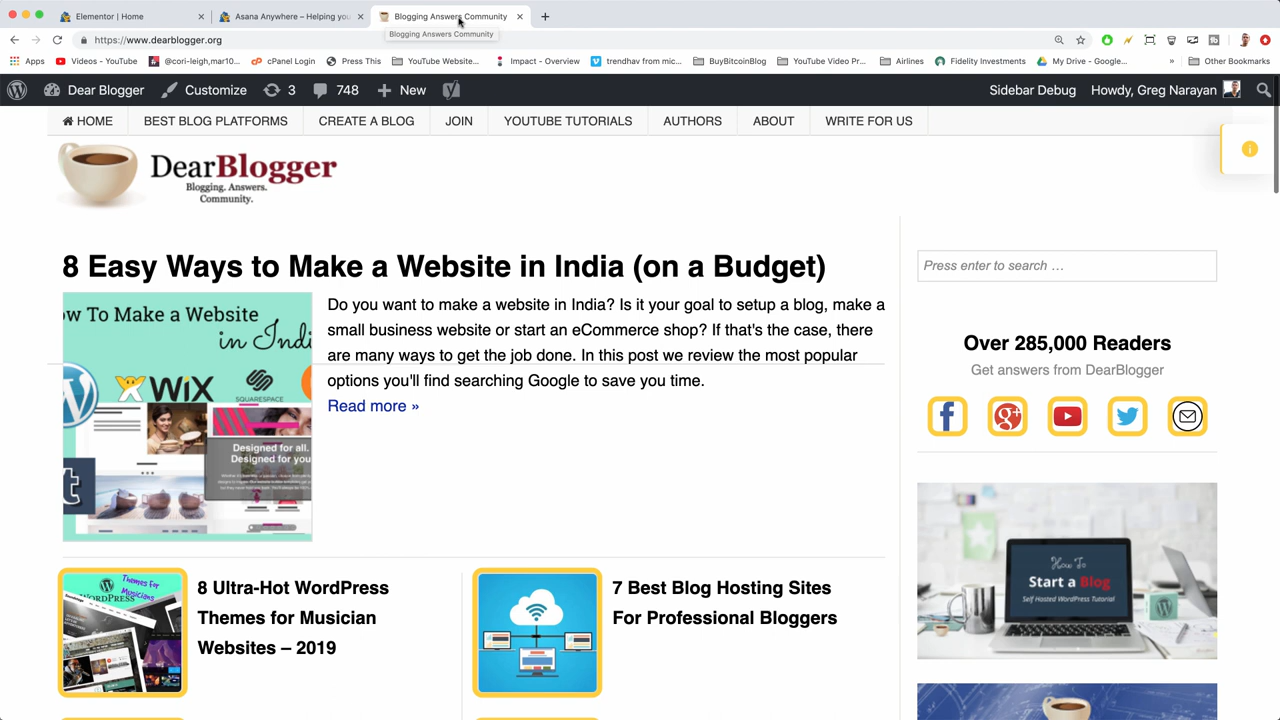 Elementor | Home
Asana Anywhere – Helping you
Blogging Answers Community
https://www.dearblogger.org
Blogging Answers Community
Apps
Videos - YouTube
@cori-leigh,mar10...
cPanel Login
Press This
YouTube Website...
Impact - Overview
trendhav from mic...
BuyBitcoinBlog
YouTube Video Pr...
Airlines
Fidelity Investments
My Drive - Google...
»
Other Bookmarks
Dear Blogger
Customize
3
748
New
Sidebar Debug
Howdy, Greg Narayan
HOME
BEST BLOG PLATFORMS
CREATE A BLOG
JOIN
YOUTUBE TUTORIALS
AUTHORS
ABOUT
WRITE FOR US
DearBlogger
Blogging. Answers.
Community.
8 Easy Ways to Make a Website in India (on a Budget)
ow To Make a Website
in Indi
WIX
SQUARESPACE
Designed for all.
Designed for you
Do you want to make a website in India? Is it your goal to setup a blog, make a
small business website or start an eCommerce shop? If that's the case, there
are many ways to get the job done. In this post we review the most popular
options you'll find searching Google to save you time.
Read more »
Press enter to search …
Over 285,000 Readers
Get answers from DearBlogger
How To
Start a Blog
Self Hosted WordPress Tutorial
Themes For
Musicians
8 Ultra-Hot WordPress
Themes for Musician
Websites – 2019
7 Best Blog Hosting Sites
For Professional Bloggers